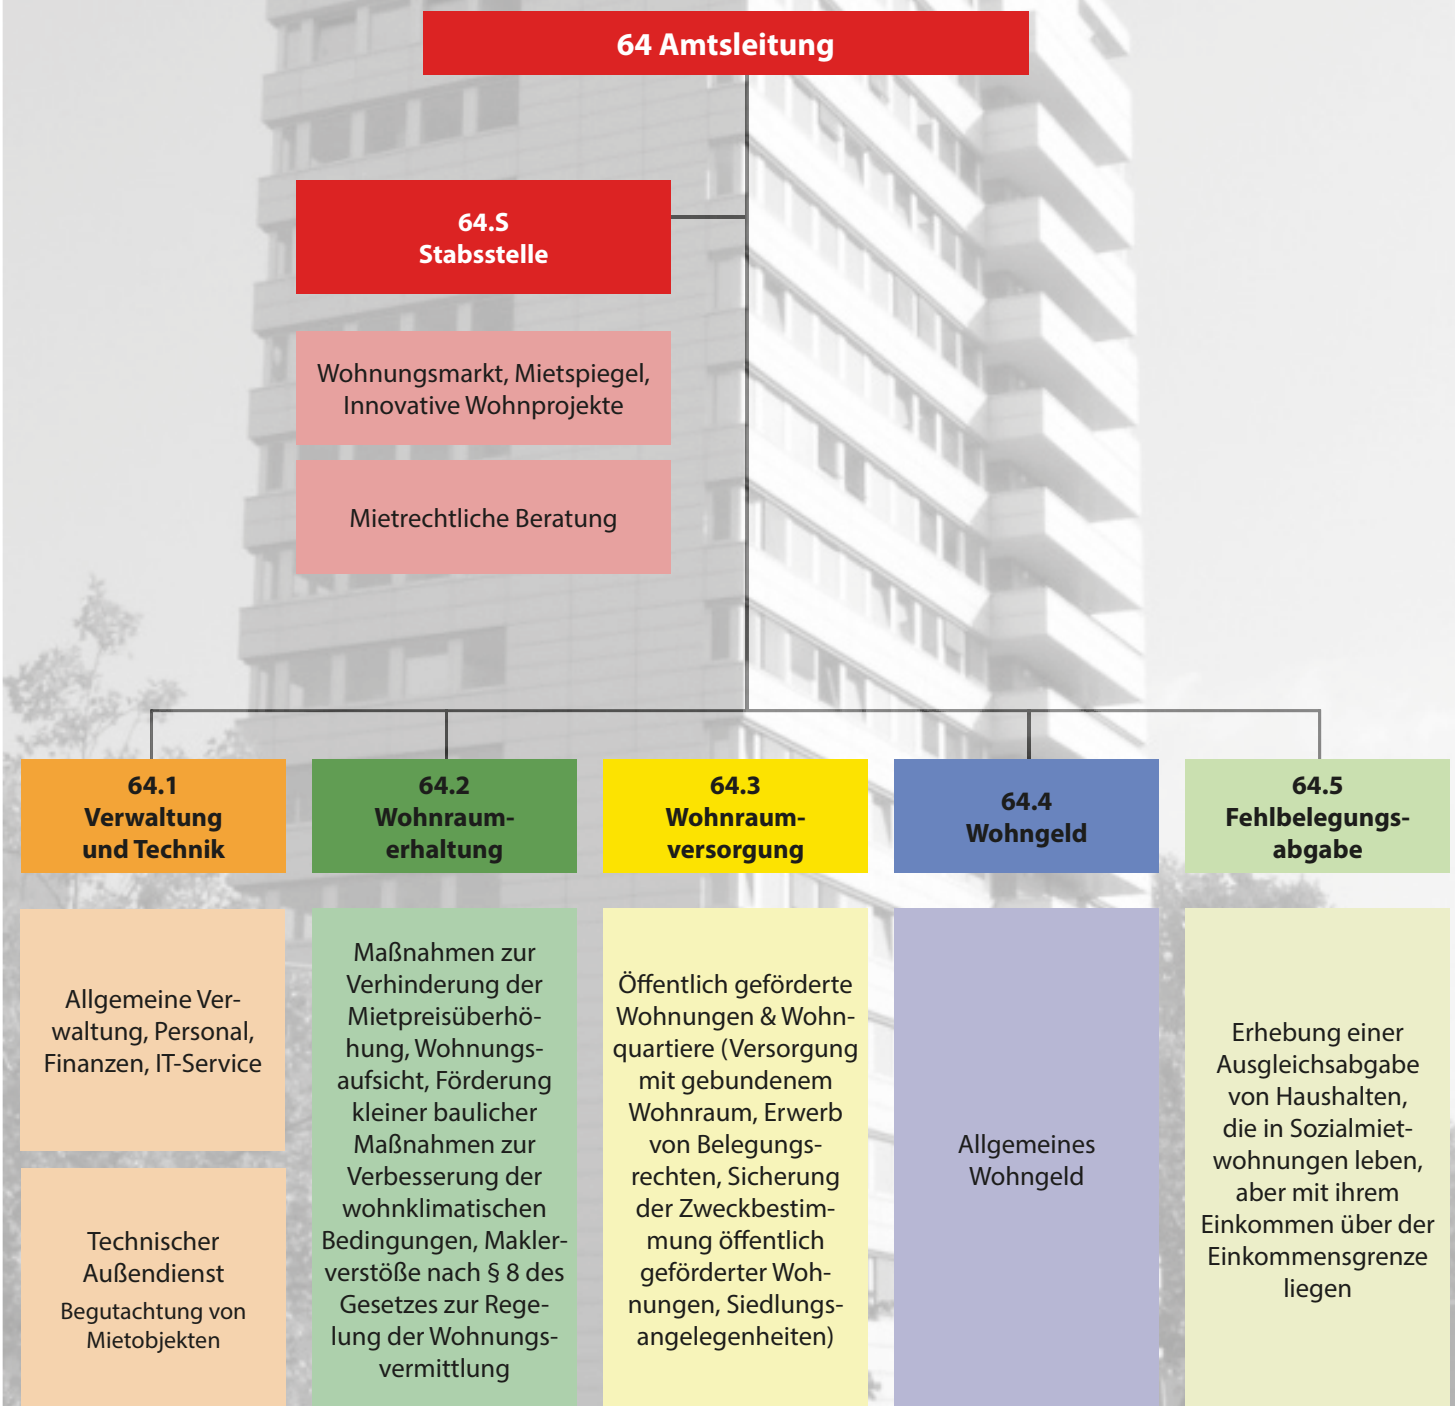 64 Amtsleitung
64.S
Stabsstelle
Wohnungsmarkt, Mietspiegel,
Innovative Wohnprojekte
Mietrechtliche Beratung
64.1
Verwaltung
und Technik
64.2
Wohnraum-
erhaltung
64.3
Wohnraum-
versorgung
64.4
Wohngeld
64.5
Fehlbelegungs-
abgabe
Allgemeine Ver-
waltung, Personal,
Finanzen, IT-Service
Technischer
Außendienst
Begutachtung von
Mietobjekten
Maßnahmen zur
Verhinderung der
Mietpreisüberhö-
hung, Wohnungs-
aufsicht, Förderung
kleiner baulicher
Maßnahmen zur
Verbesserung der
wohnklimatischen
Bedingungen, Makler-
verstöße nach § 8 des
Gesetzes zur Rege-
lung der Wohnungs-
vermittlung
Öffentlich geförderte
Wohnungen & Wohn-
quartiere (Versorgung
mit gebundenem
Wohnraum, Erwerb
von Belegungs-
rechten, Sicherung
der Zweckbestim-
mung öffentlich
geförderter Woh-
nungen, Siedlungs-
angelegenheiten)
Allgemeines
Wohngeld
Erhebung einer
Ausgleichsabgabe
von Haushalten,
die in Sozialmiet-
wohnungen leben,
aber mit ihrem
Einkommen über der
Einkommensgrenze
liegen